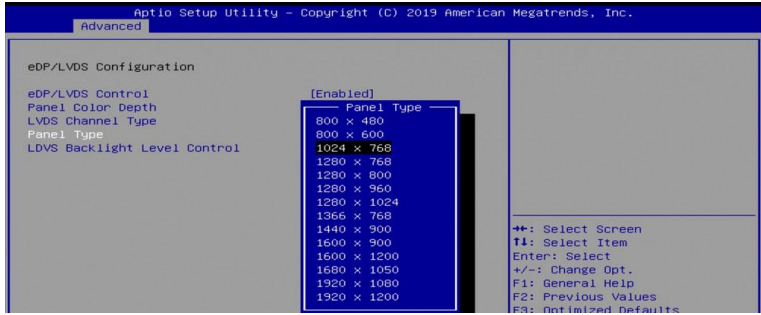 Aptio Setup Utility – Copyright (C) 2019 American Megatrends, Inc.
Advanced
eDP/LVDS Configuration
eDP/LVDS Control [Enabled]
Panel Color Depth
LVDS Channel Type
Panel Type
LDVS Backlight Level Control
Panel Type
800 x 480
800 x 600
1024 x 768
1280 x 768
1280 x 800
1280 x 960
1280 x 1024
1366 x 768
1440 x 900
1600 x 900
1600 x 1200
1680 x 1050
1920 x 1080
1920 x 1200
→←: Select Screen
↑↓: Select Item
Enter: Select
+/-: Change Opt.
F1: General Help
F2: Previous Values
F3: Optimized Defaults